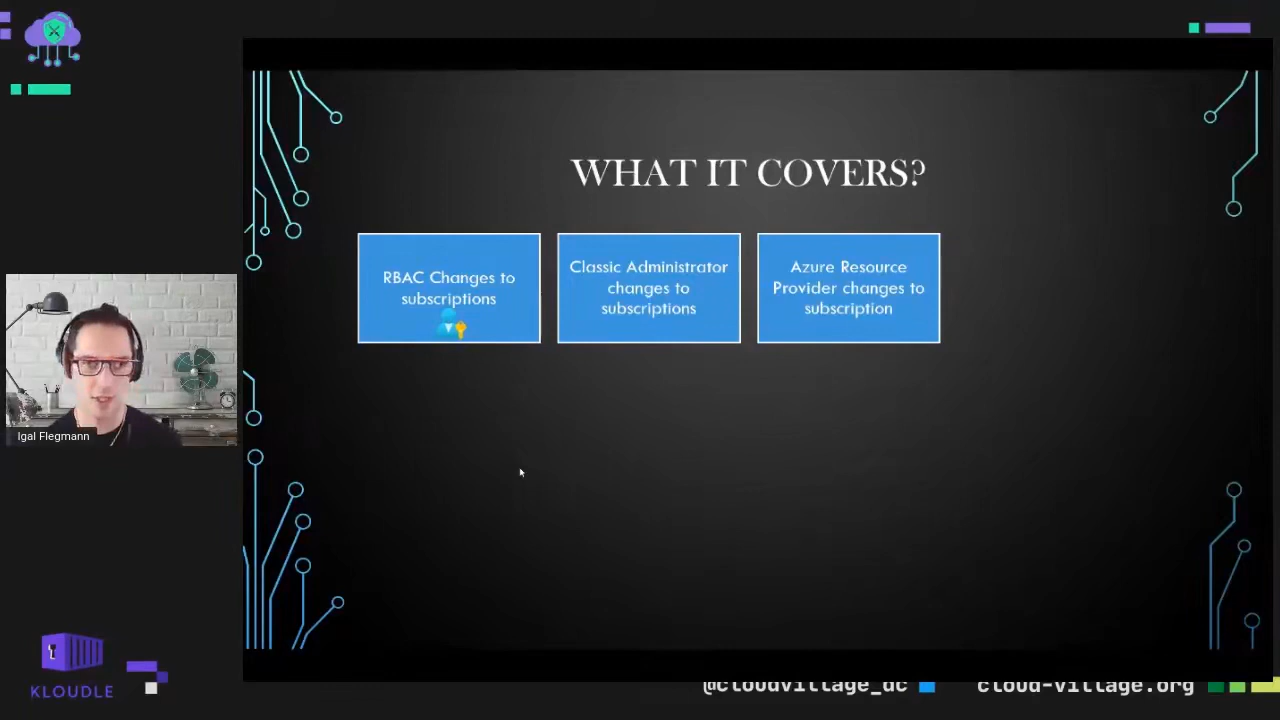 WHAT IT COVERS?
RBAC Changes to
subscriptions
Classic Administrator
changes to
subscriptions
Azure Resource
Provider changes to
subscription
Igal Flegmann
KLOUDLE
@cloudvillage_dc
cloud-village.org